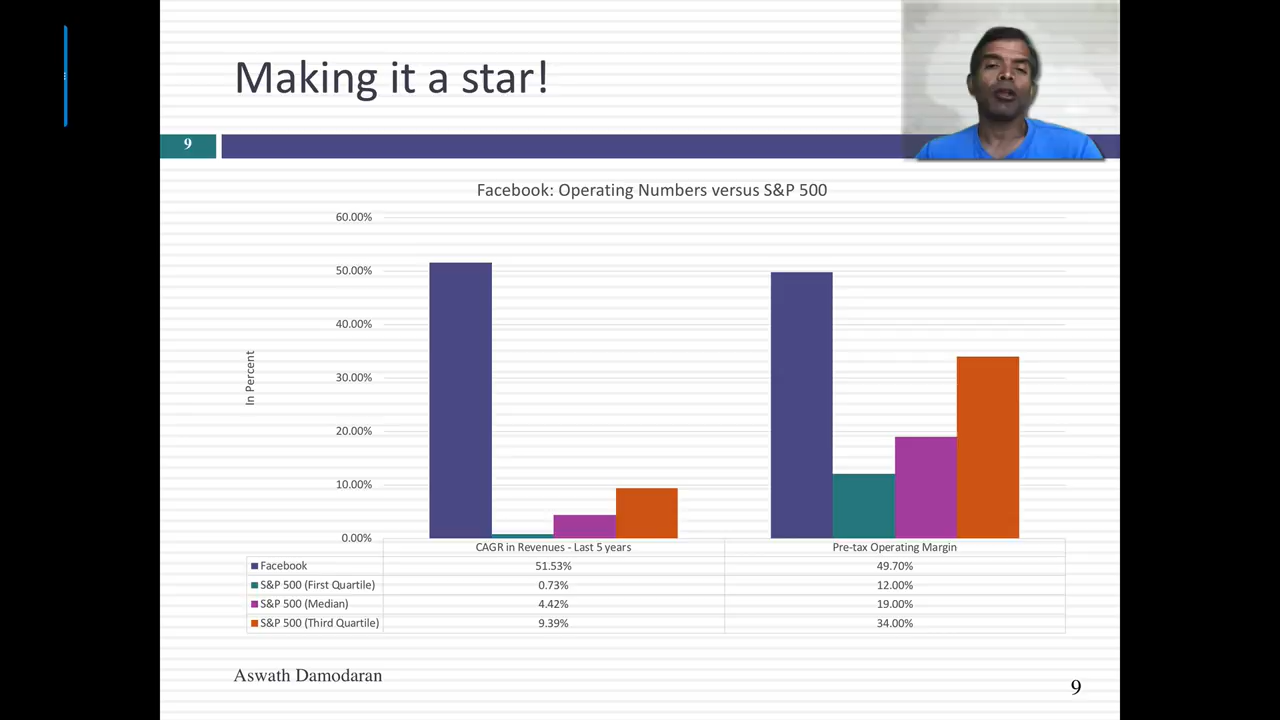 Making it a star!
9
Facebook: Operating Numbers versus S&P 500
60.00%
50.00%
40.00%
30.00%
20.00%
10.00%
0.00%
In Percent
CAGR in Revenues - Last 5 years Pre-tax Operating Margin
Facebook 51.53% 49.70%
S&P 500 (First Quartile) 0.73% 12.00%
S&P 500 (Median) 4.42% 19.00%
S&P 500 (Third Quartile) 9.39% 34.00%
Aswath Damodaran
9